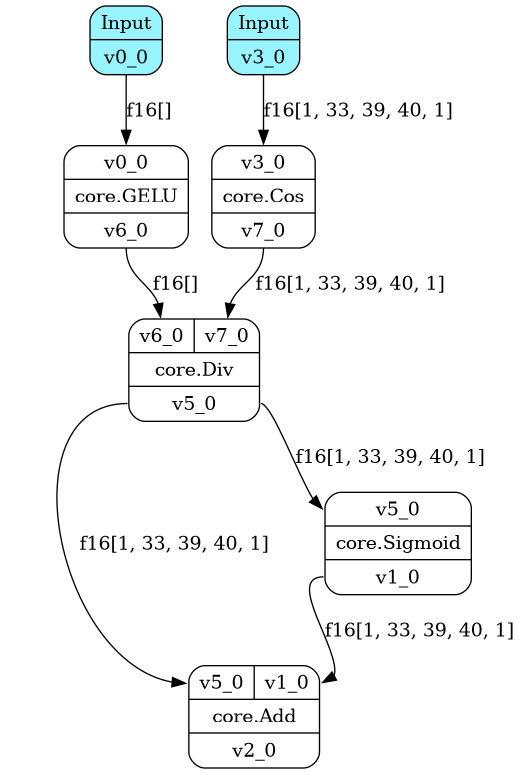 Input
v0_0
Input
v3_0
f16[]
f16[1, 33, 39, 40, 1]
v0_0
core.GELU
v6_0
v3_0
core.Cos
v7_0
f16[]
f16[1, 33, 39, 40, 1]
v6_0 v7_0
core.Div
v5_0
f16[1, 33, 39, 40, 1]
v5_0
core.Sigmoid
v1_0
f16[1, 33, 39, 40, 1]
f16[1, 33, 39, 40, 1]
v5_0 v1_0
core.Add
v2_0